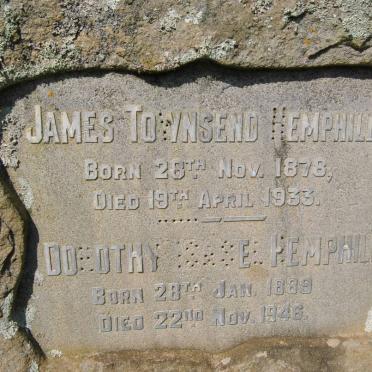 JAMES TOWNSEND HEMPHILL
BORN 28TH NOV. 1878,
DIED 19TH APRIL 1933.
DOROTHY HEMPHILL
BORN 28TH JAN. 1889
DIED 22ND NOV. 1946.